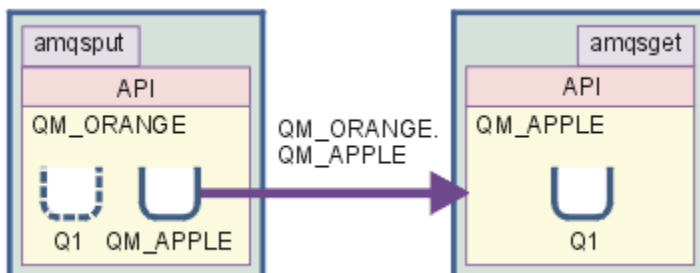 amqsput
API
QM_ORANGE
Q1
QM_APPLE
QM_ORANGE.
QM_APPLE
amqsget
API
QM_APPLE
Q1